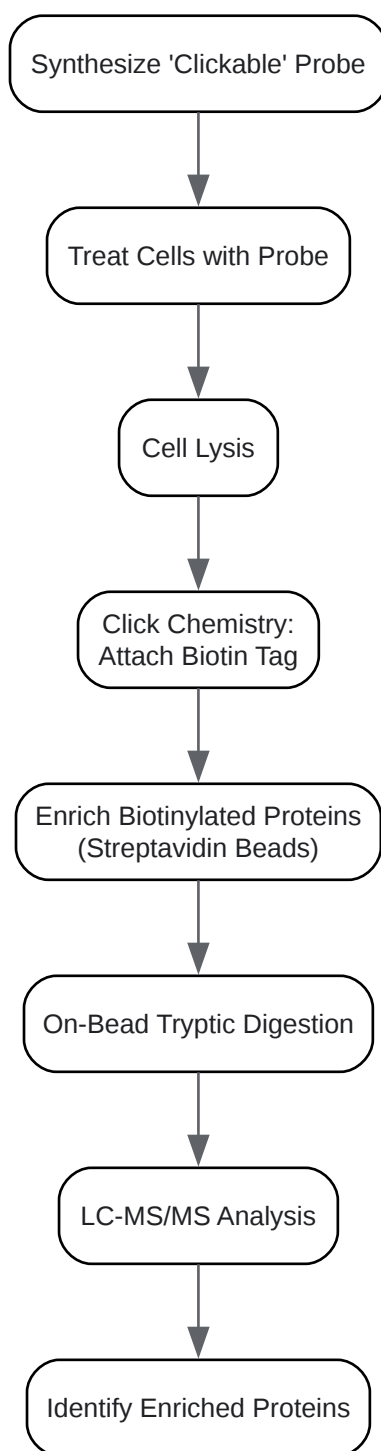 Synthesize 'Clickable' Probe
Treat Cells with Probe
Cell Lysis
Click Chemistry:
Attach Biotin Tag
Enrich Biotinylated Proteins
(Streptavidin Beads)
On-Bead Tryptic Digestion
LC-MS/MS Analysis
Identify Enriched Proteins